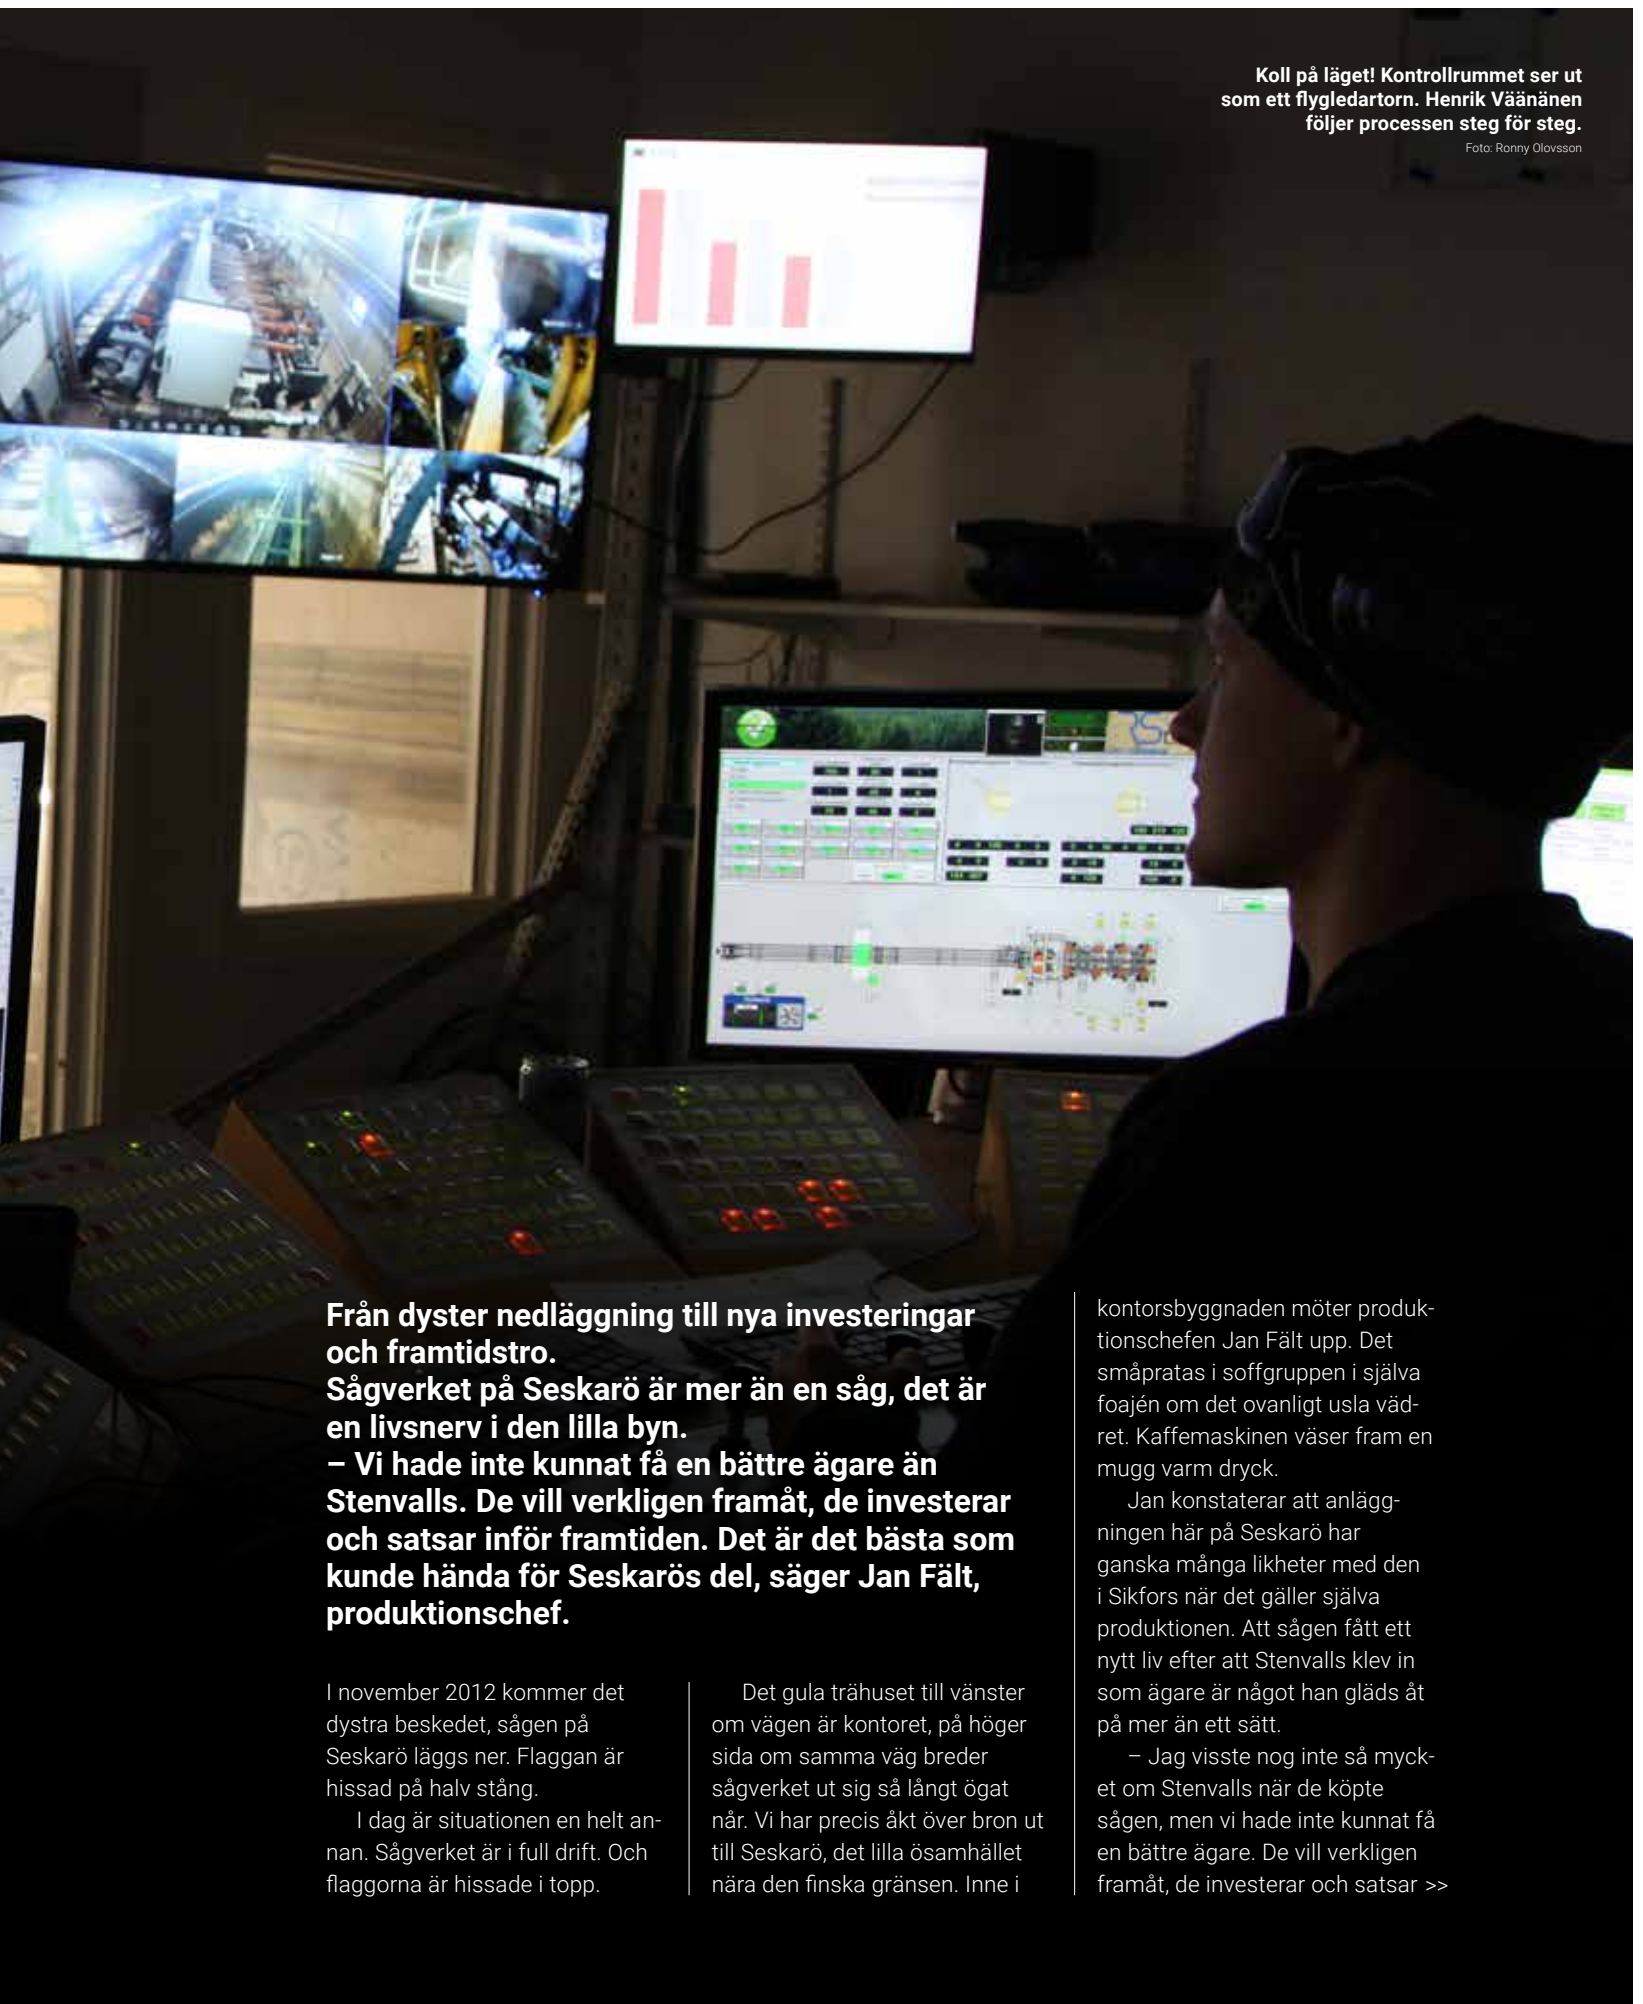 Koll på läget! Kontrollrummet ser ut
som ett flygledartorn. Henrik Väänänen
följer processen steg för steg.
Foto: Ronny Olovsson
Från dyster nedläggning till nya investeringar
och framtidstro.
Sågverket på Seskarö är mer än en såg, det är
en livsnerv i den lilla byn.
– Vi hade inte kunnat få en bättre ägare än
Stenvalls. De vill verkligen framåt, de investerar
och satsar inför framtiden. Det är det bästa som
kunde hända för Seskarös del, säger Jan Fält,
produktionschef.
I november 2012 kommer det
dystra beskedet, sågen på
Seskarö läggs ner. Flaggan är
hissad på halv stång.
I dag är situationen en helt an-
nan. Sågverket är i full drift. Och
flaggorna är hissade i topp.
Det gula trähuset till vänster
om vägen är kontoret, på höger
sida om samma väg breder
sågverket ut sig så långt ögat
når. Vi har precis åkt över bron ut
till Seskarö, det lilla ösamhället
nära den finska gränsen. Inne i
kontorsbyggnaden möter produk-
tionschefen Jan Fält upp. Det
småpratas i soffgruppen i själva
foajén om det ovanligt usla väd-
ret. Kaffemaskinen väser fram en
mugg varm dryck.
Jan konstaterar att anlägg-
ningen här på Seskarö har
ganska många likheter med den
i Sikfors när det gäller själva
produktionen. Att sågen fått ett
nytt liv efter att Stenvalls klev in
som ägare är något han gläds åt
på mer än ett sätt.
– Jag visste nog inte så myck-
et om Stenvalls när de köpte
sågen, men vi hade inte kunnat få
en bättre ägare. De vill verkligen
framåt, de investerar och satsar >>